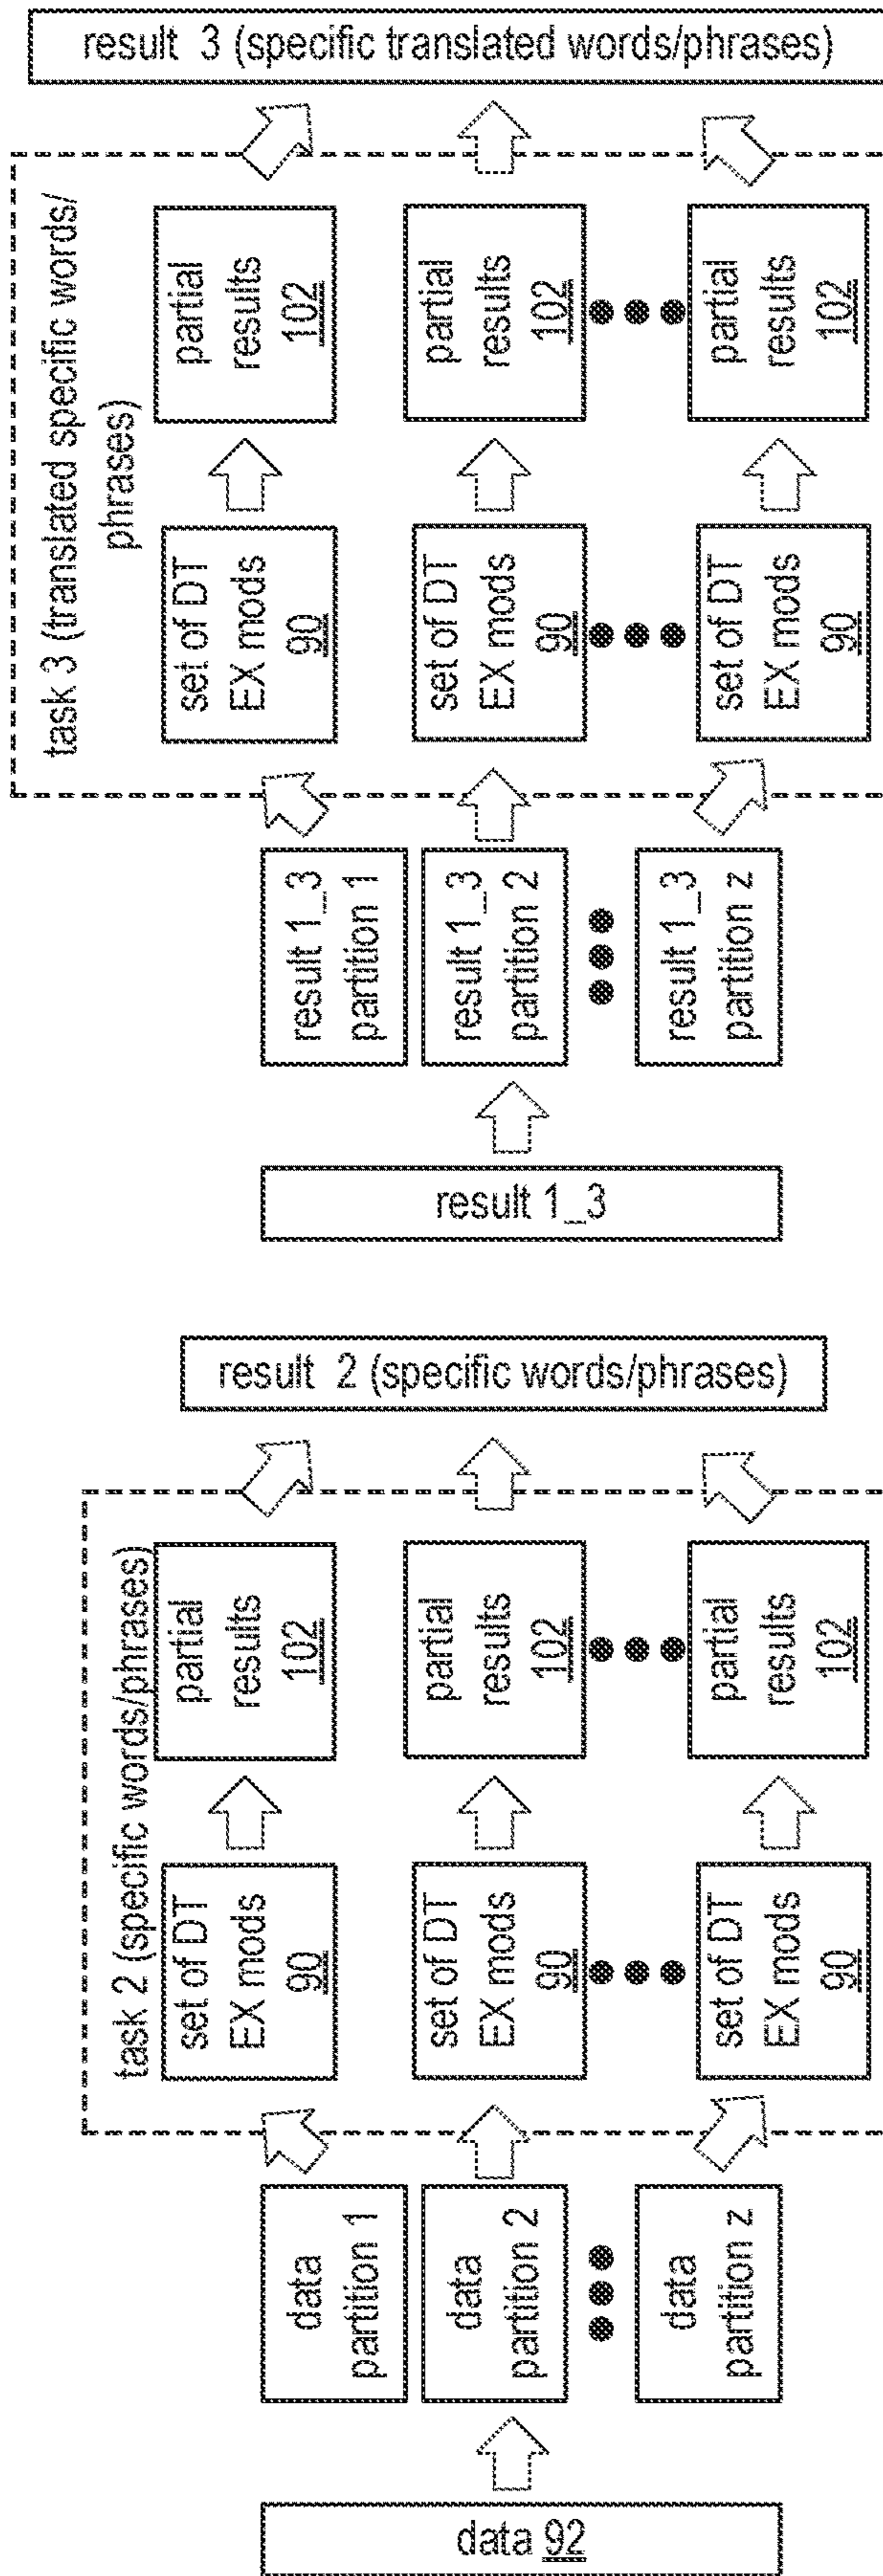 data 92
data
partition 1
data
partition 2
data
partition z
task 2 (specific words/phrases)
set of DT
EX mods
90
set of DT
EX mods
90
set of DT
EX mods
90
partial
results
102
partial
results
102
partial
results
102
result 2 (specific words/phrases)
result 1_3
result 1_3
partition 1
result 1_3
partition 2
result 1_3
partition z
task 3 (translated specific words/
phrases)
set of DT
EX mods
90
set of DT
EX mods
90
set of DT
EX mods
90
partial
results
102
partial
results
102
partial
results
102
result 3 (specific translated words/phrases)